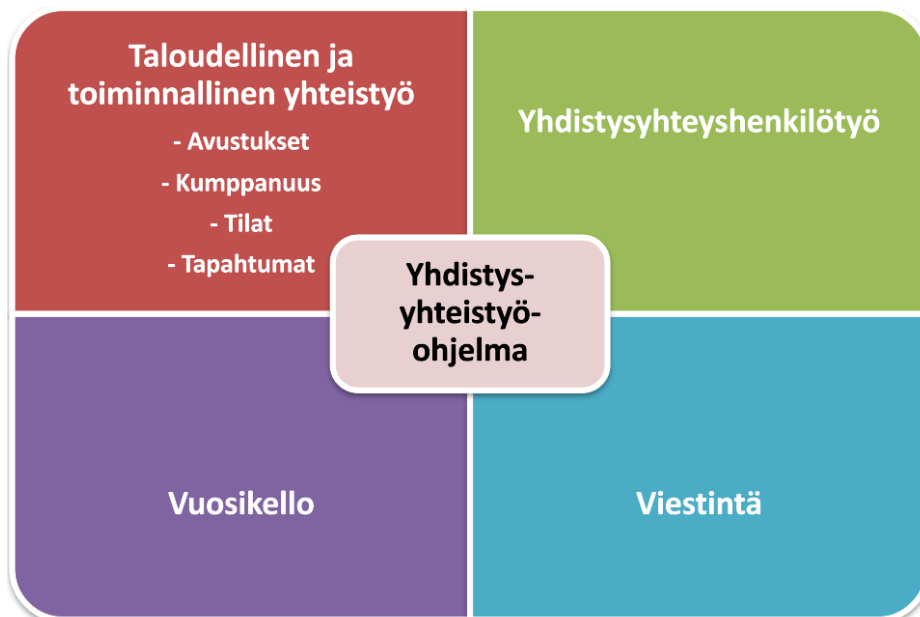 Taloudellinen ja
toiminnallinen yhteistyö
- Avustukset
- Kumppanuus
- Tilat
- Tapahtumat
Yhdistysyhteyshenkilötyö
Yhdistys-
yhteistyö-
ohjelma
Vuosikello
Viestintä